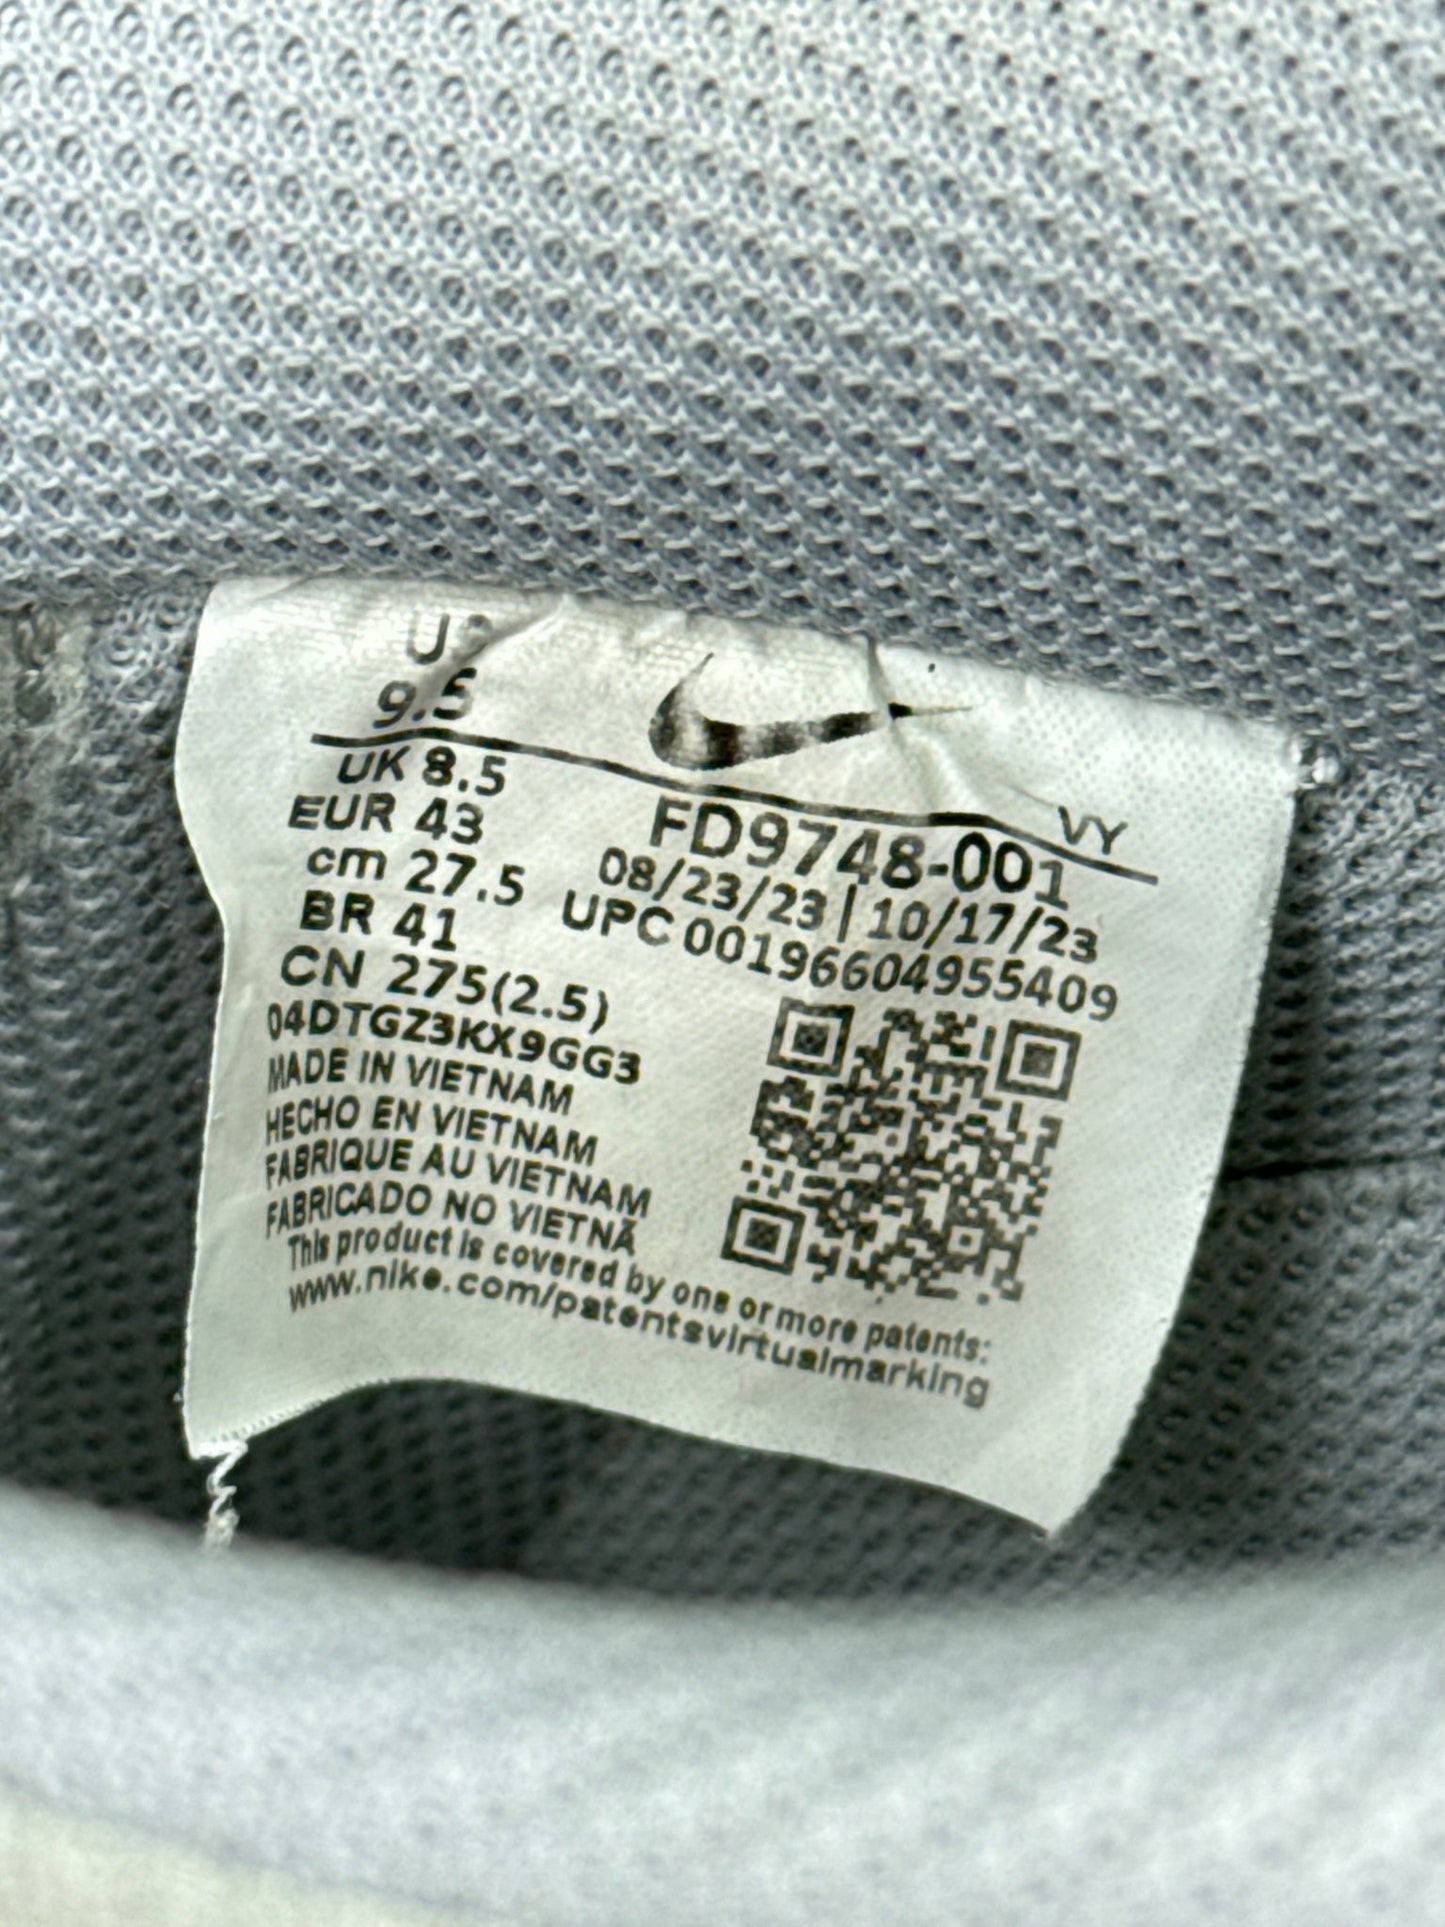 US
9.5
UK 8.5
EUR 43
cm 27.5
BR 41
CN 275(2.5)
04DTGZ3KX9GG3
MADE IN VIETNAM
HECHO EN VIETNAM
FABRIQUE AU VIETNAM
FABRICADO NO VIETNÃ
VY
FD9748-001
08/23/23 | 10/17/23
UPC 00196604955409
This product is covered by one or more patents:
www.nike.com/patentsvirtualmarking